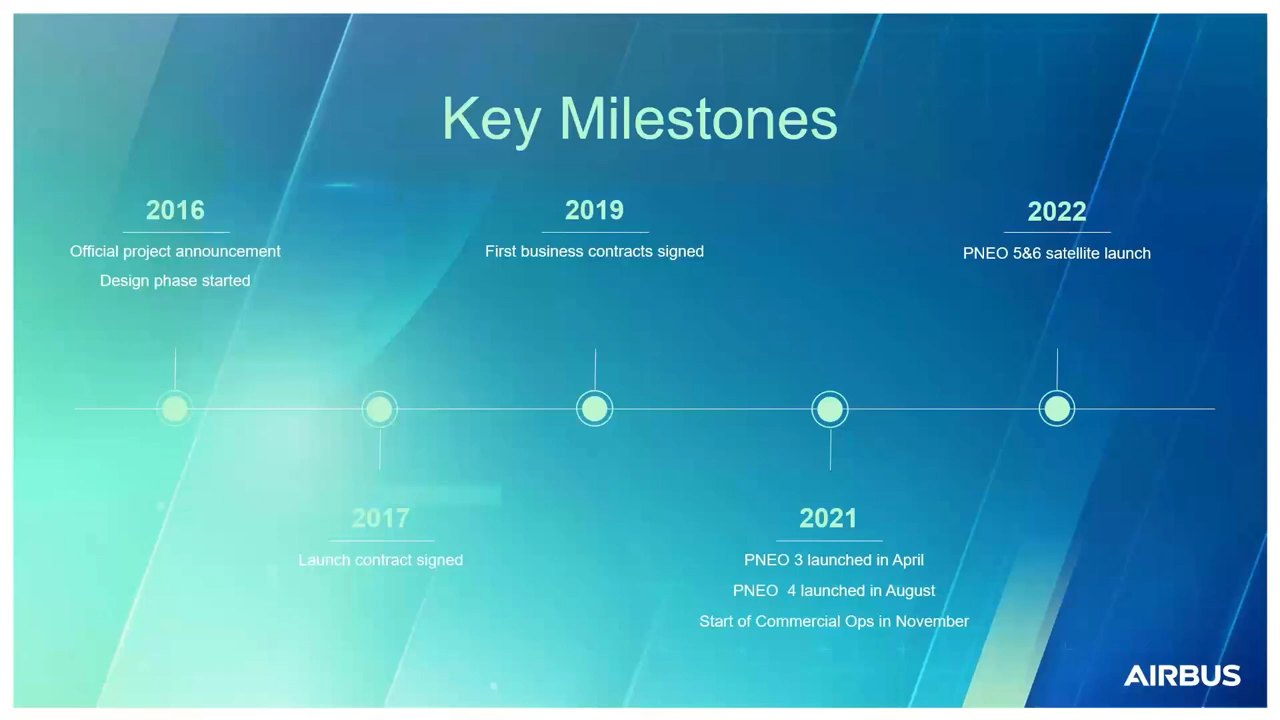 Key Milestones
2016
Official project announcement
Design phase started
2019
First business contracts signed
2022
PNEO 5&6 satellite launch
2017
Launch contract signed
2021
PNEO 3 launched in April
PNEO  4 launched in August
Start of Commercial Ops in November
AIRBUS